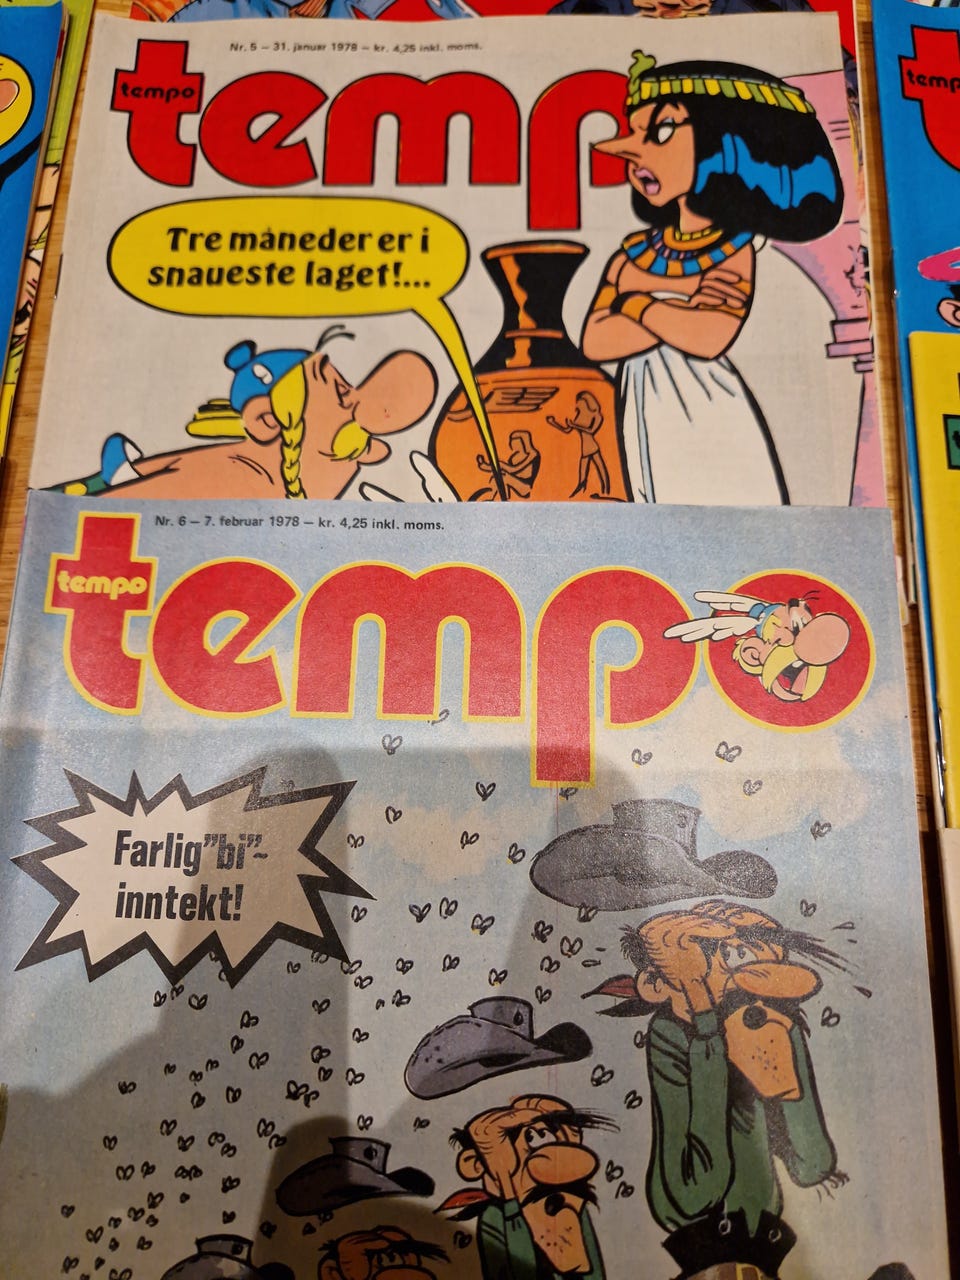 Nr. 5 – 31. januar 1978 – kr. 4,25 inkl. moms.
tempo
temp
Tre måneder er i
snaueste laget!...
Nr. 6 – 7. februar 1978 – kr. 4,25 inkl. moms.
tempo
tempo
Farlig "bi"-
inntekt!
temp